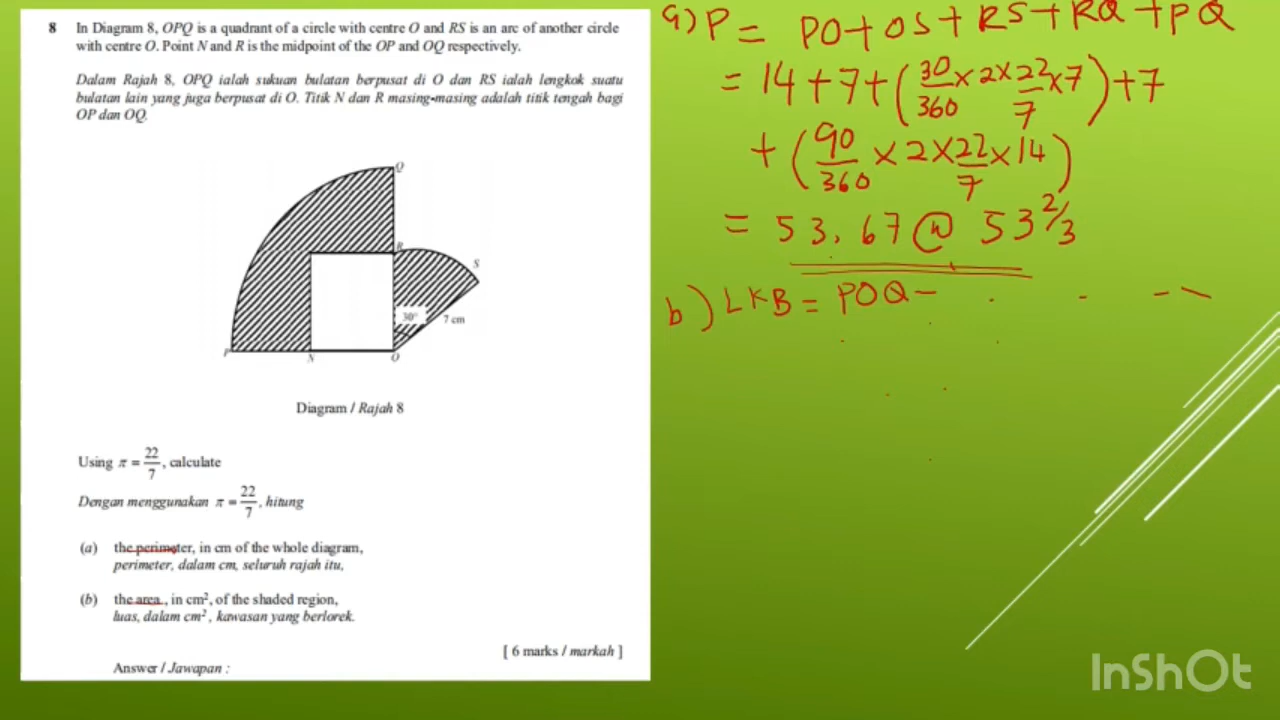 8 In Diagram 8, OPQ is a quadrant of a circle with centre O and RS is an arc of another circle
with centre O. Point N and R is the midpoint of the OP and OQ respectively.
Dalam Rajah 8, OPQ ialah sukuan bulatan berpusat di O dan RS ialah lengkok suatu
bulatan lain yang juga berpusat di O. Titik N dan R masing-masing adalah titik tengah bagi
OP dan OQ.
Q
R
S
30°
7 cm
P N O
Diagram / Rajah 8
Using π = 22/7, calculate
Dengan menggunakan π = 22/7, hitung
(a) the perimeter, in cm of the whole diagram,
perimeter, dalam cm, seluruh rajah itu,
(b) the area, in cm², of the shaded region,
luas, dalam cm², kawasan yang berlorek.
[ 6 marks / markah ]
Answer / Jawapan :
a) P = PO + OS + RS + RQ + PQ
= 14 + 7 + (30/360 × 2 × 22/7 × 7) + 7
+ (90/360 × 2 × 22/7 × 14)
= 53.67 @ 53 2/3
b) LKB = POQ –
InShOt